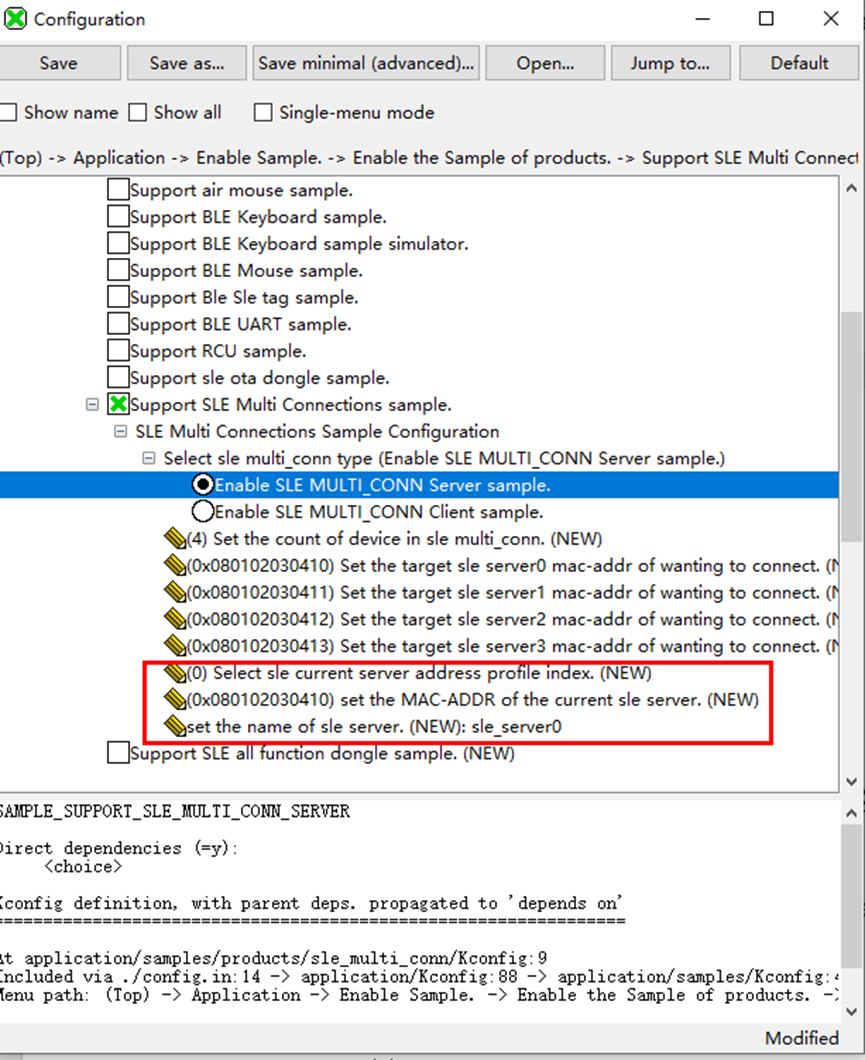 Configuration
Save Save as... Save minimal (advanced)... Open... Jump to... Default
Show name Show all Single-menu mode
(Top) -> Application -> Enable Sample. -> Enable the Sample of products. -> Support SLE Multi Connect
Support air mouse sample.
Support BLE Keyboard sample.
Support BLE Keyboard sample simulator.
Support BLE Mouse sample.
Support Ble Sle tag sample.
Support BLE UART sample.
Support RCU sample.
Support sle ota dongle sample.
Support SLE Multi Connections sample.
SLE Multi Connections Sample Configuration
Select sle multi_conn type (Enable SLE MULTI_CONN Server sample.)
Enable SLE MULTI_CONN Server sample.
Enable SLE MULTI_CONN Client sample.
(4) Set the count of device in sle multi_conn. (NEW)
(0x080102030410) Set the target sle server0 mac-addr of wanting to connect. (N
(0x080102030411) Set the target sle server1 mac-addr of wanting to connect. (N
(0x080102030412) Set the target sle server2 mac-addr of wanting to connect. (N
(0x080102030413) Set the target sle server3 mac-addr of wanting to connect. (N
(0) Select sle current server address profile index. (NEW)
(0x080102030410) set the MAC-ADDR of the current sle server. (NEW)
set the name of sle server. (NEW): sle_server0
Support SLE all function dongle sample. (NEW)
SAMPLE_SUPPORT_SLE_MULTI_CONN_SERVER
Direct dependencies (=y):
<choice>
Kconfig definition, with parent deps. propagated to 'depends on'
================================================================
At application/samples/products/sle_multi_conn/Kconfig:9
Included via ./config.in:14 -> application/Kconfig:88 -> application/samples/Kconfig:
Menu path: (Top) -> Application -> Enable Sample. -> Enable the Sample of products. ->
Modified